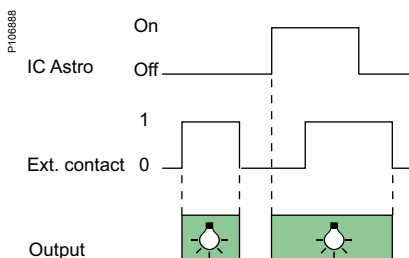 P106888
On
IC Astro
Off
1
Ext. contact 0
Output